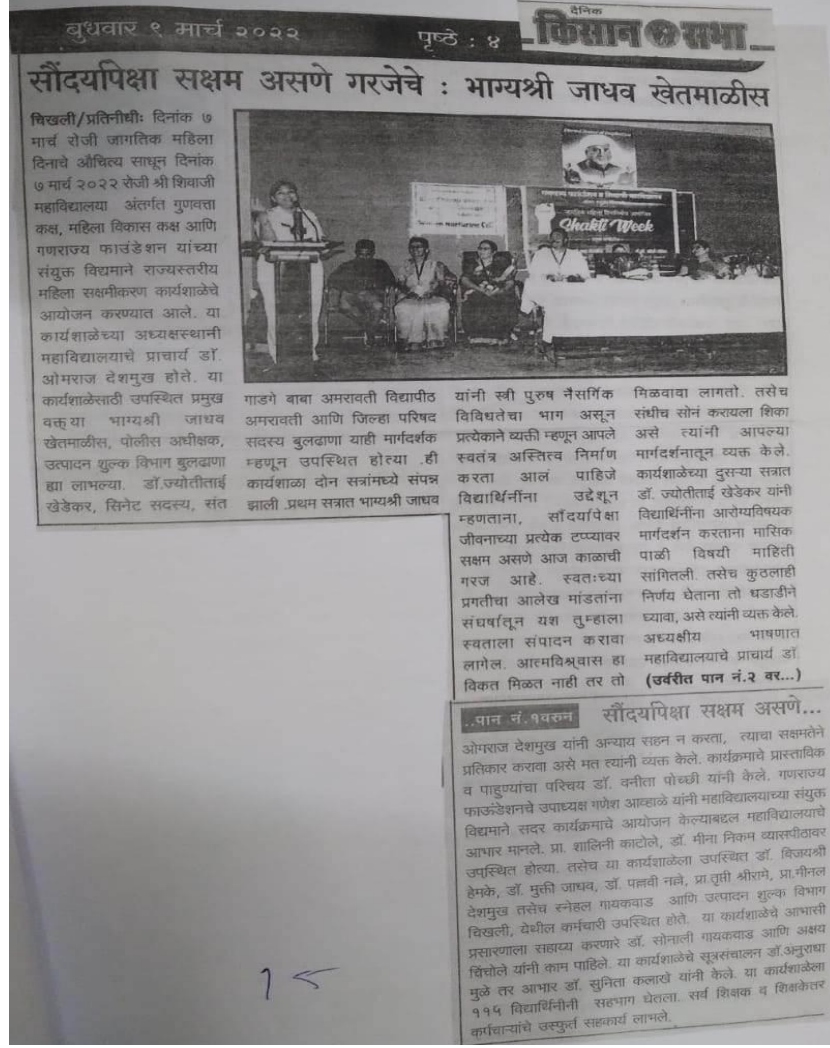 बुधवार ९ मार्च २०२२
पृष्ठे : ४
दैनिक
किसान सभा
सौंदर्यापेक्षा सक्षम असणे गरजेचे : भाग्यश्री जाधव खेतमाळीस
चिखली/प्रतिनीधीः दिनांक ७
मार्च रोजी जागतिक महिला
दिनाचे औचित्य साधून दिनांक
७ मार्च २०२२ रोजी श्री शिवाजी
महाविद्यालया अंतर्गत गुणवत्ता
कक्ष, महिला विकास कक्ष आणि
गणराज्य फाउंडेशन यांच्या
संयुक्त विद्यमाने राज्यस्तरीय
महिला सक्षमीकरण कार्यशाळेचे
आयोजन करण्यात आले. या
कार्यशाळेच्या अध्यक्षस्थानी
महाविद्यालयाचे प्राचार्य डॉ.
ओमराज देशमुख होते. या
कार्यशाळेसाठी उपस्थित प्रमुख
वक्त्या भाग्यश्री जाधव
खेतमाळीस, पोलीस अधीक्षक,
उत्पादन शुल्क विभाग बुलढाणा
ह्या लाभल्या. डॉ.ज्योतीताई
खेडेकर, सिनेट सदस्य, संत
Shakti Week
गाडगे बाबा अमरावती विद्यापीठ
अमरावती आणि जिल्हा परिषद
सदस्य बुलढाणा याही मार्गदर्शक
म्हणून उपस्थित होत्या .ही
कार्यशाळा दोन सत्रांमध्ये संपन्न
झाली .प्रथम सत्रात भाग्यश्री जाधव
यांनी स्त्री पुरुष नैसर्गिक
विविधतेचा भाग असून
प्रत्येकाने व्यक्ती म्हणून आपले
स्वतंत्र अस्तित्व निर्माण
करता आलं पाहिजे
विद्यार्थिनींना उद्देशून
म्हणताना, सौंदर्यापेक्षा
जीवनाच्या प्रत्येक टप्प्यावर
सक्षम असणे आज काळाची
गरज आहे. स्वतःच्या
प्रगतीचा आलेख मांडतांना
संघर्षातून यश तुम्हाला
स्वताला संपादन करावा
लागेल. आत्मविश्र्वास हा
विकत मिळत नाही तर तो
मिळवावा लागतो. तसेच
संधीच सोनं करायला शिका
असे त्यांनी आपल्या
मार्गदर्शनातून व्यक्त केले.
कार्यशाळेच्या दुसऱ्या सत्रात
डॉ. ज्योतीताई खेडेकर यांनी
विद्यार्थिनींना आरोग्यविषयक
मार्गदर्शन करताना मासिक
पाळी विषयी माहिती
सांगितली. तसेच कुठलाही
निर्णय घेताना तो धडाडीने
घ्यावा, असे त्यांनी व्यक्त केले.
अध्यक्षीय भाषणात
महाविद्यालयाचे प्राचार्य डॉ
(उर्वरीत पान नं.२ वर...)
..पान नं.१वरुन सौंदर्यापेक्षा सक्षम असणे...
ओगराज देशमुख यांनी अन्याय सहन न करता, त्याचा सक्षमतेने
प्रतिकार करावा असे मत त्यांनी व्यक्त केले. कार्यक्रमाचे प्रास्ताविक
व पाहुण्यांचा परिचय डॉ. वनीता पोच्छी यांनी केले. गणराज्य
फाऊंडेशनचे उपाध्यक्ष गणेश आव्हाळे यांनी महाविद्यालयाच्या संयुक्त
विद्यमाने सदर कार्यक्रमाचे आयोजन केल्याबद्दल महाविद्यालयाचे
आभार मानले. प्रा. शालिनी काटोले, डॉ. मीना निकम व्यासपीठावर
उपस्थित होत्या. तसेच या कार्यशाळेला उपस्थित डॉ. विजयश्री
हेमके, डॉ. मुक्ती जाधव, डॉ. पल्लवी नल्ले, प्रा.तृप्ती श्रीरामे, प्रा.मीनल
देशमुख तसेच स्नेहल गायकवाड आणि उत्पादन शुल्क विभाग
चिखली, येथील कर्मचारी उपस्थित होते. या कार्यशाळेचे आभासी
प्रसारणाला सहाय्य करणारे डॉ. सोनाली गायकवाड आणि अक्षय
चिंचोले यांनी काम पाहिले. या कार्यशाळेचे सूत्रसंचालन डॉ.अनुराधा
मुळे तर आभार डॉ. सुनिता कलाखे यांनी केले. या कार्यशाळेला
११५ विद्यार्थिनीनी सहभाग घेतला. सर्व शिक्षक व शिक्षकेतर
कर्मचाऱ्यांचे उस्फुर्त सहकार्य लाभले.